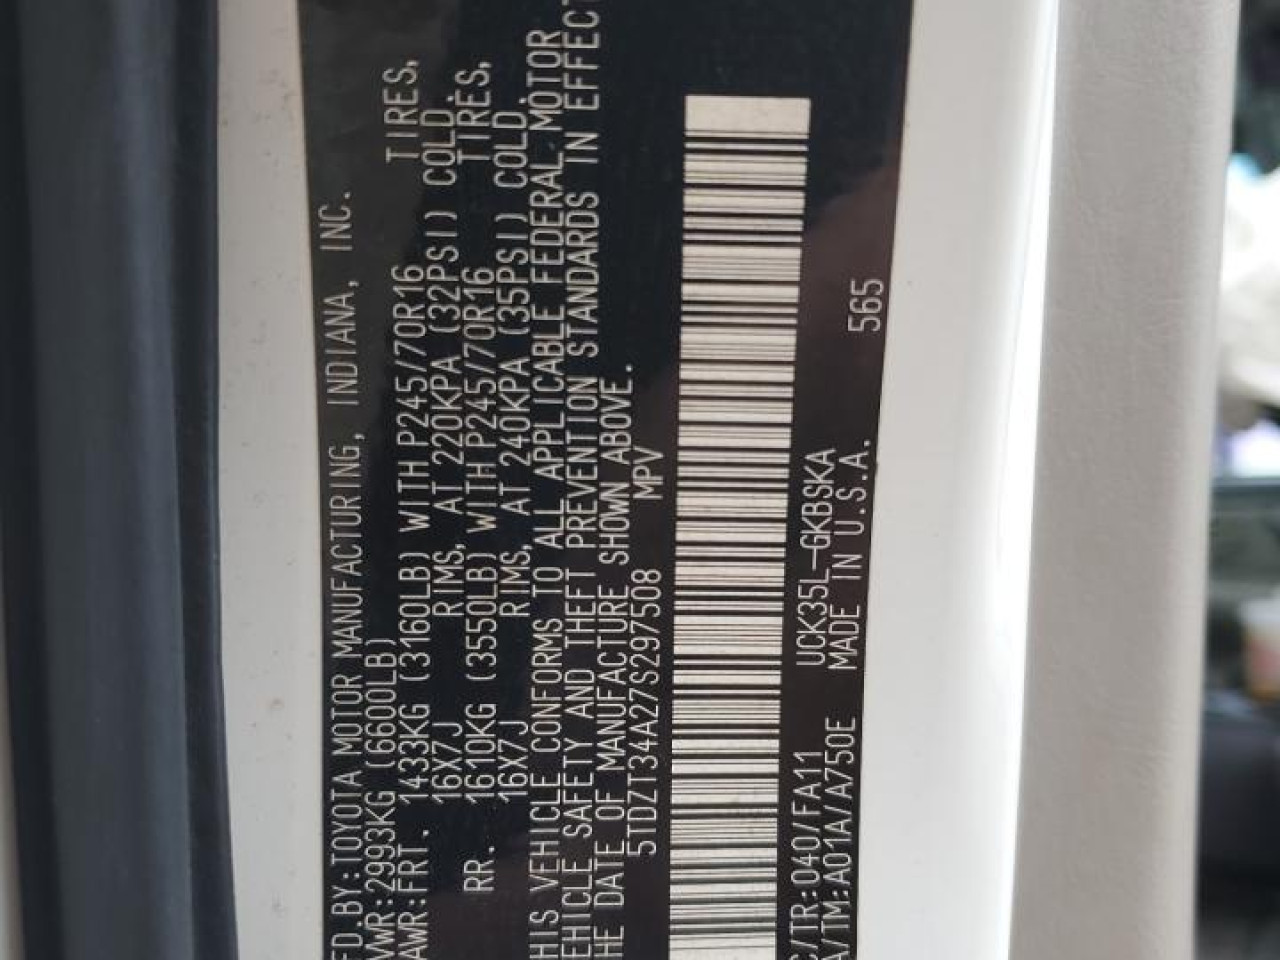 FD.BY:TOYOTA MOTOR MANUFACTURING, INDIANA, INC.
VWR:2993KG (6600LB)
AWR:FRT. 1433KG (3160LB) WITH P245/70R16 TIRES,
16X7J RIMS, AT 220KPA (32PSI) COLD.
RR. 1610KG (3550LB) WITH P245/70R16 TIRES,
16X7J RIMS, AT 240KPA (35PSI) COLD.
HIS VEHICLE CONFORMS TO ALL APPLICABLE FEDERAL MOTOR
EHICLE SAFETY AND THEFT PREVENTION STANDARDS IN EFFECT
HE DATE OF MANUFACTURE SHOWN ABOVE.
5TDZT34A27S297508 MPV
C/TR:040/FA11 UCK35L-GKBSKA
A/TM:A01A/A750E MADE IN U.S.A. 565